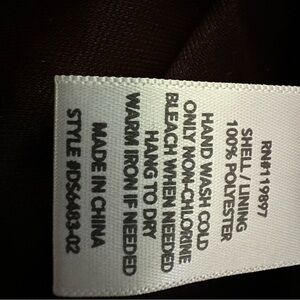 RN#119897
SHELL / LINING
100% POLYESTER
HAND WASH COLD
ONLY NON-CHLORINE
BLEACH WHEN NEEDED
HANG TO DRY
WARM IRON IF NEEDED
MADE IN CHINA
STYLE #DS6483-02